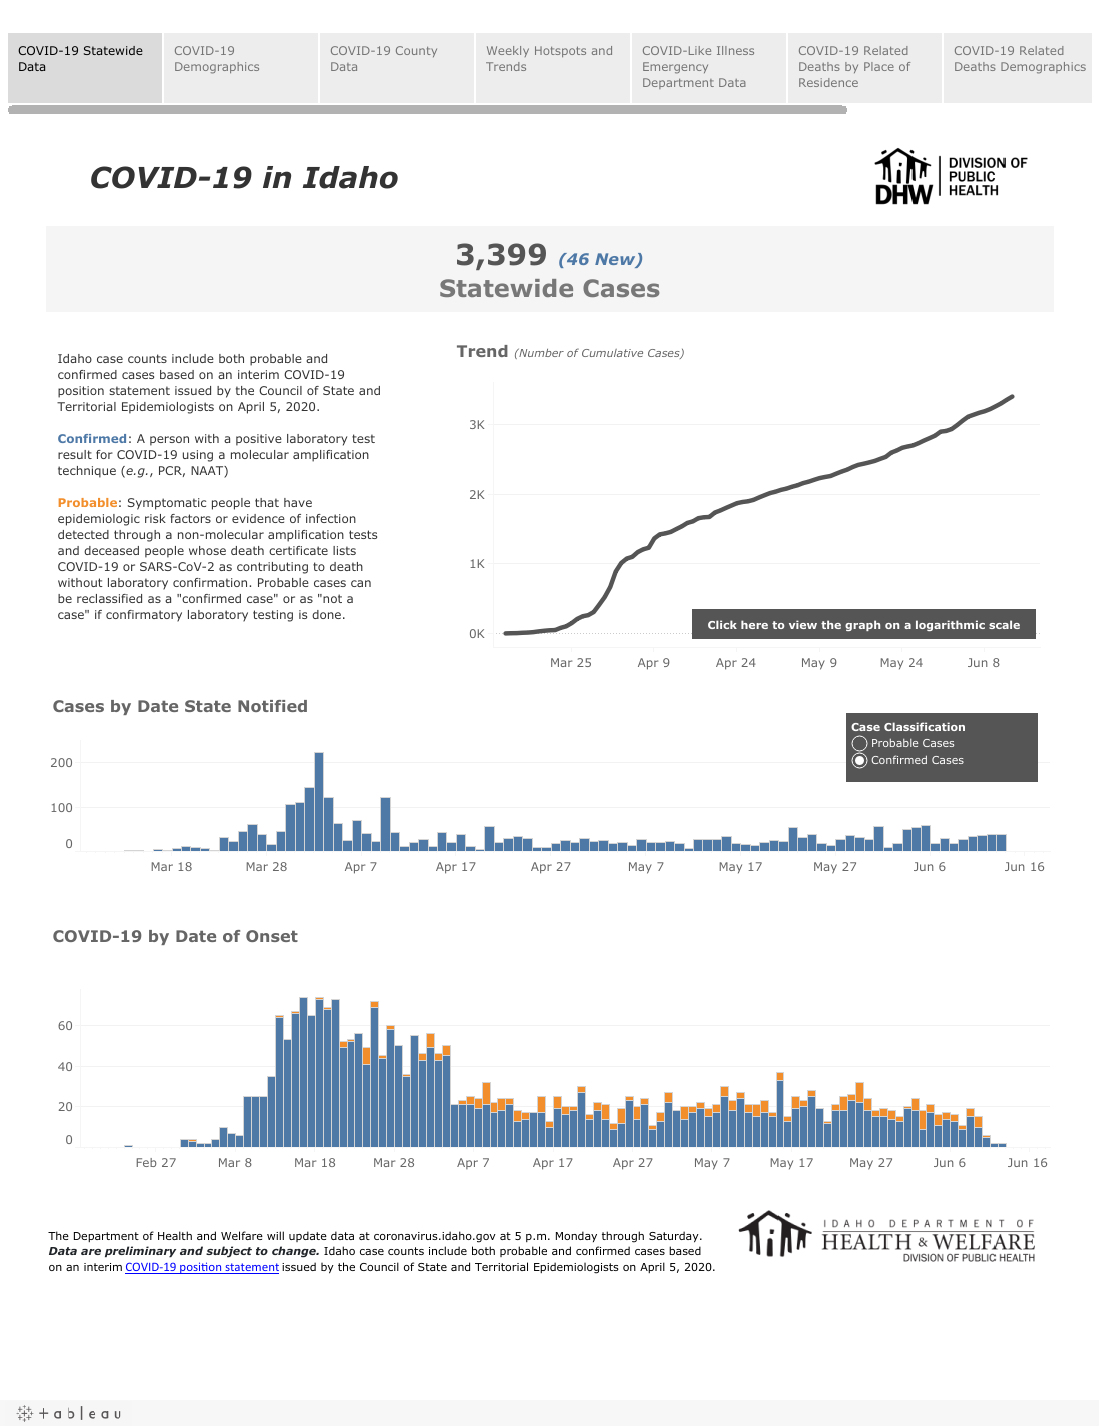 COVID-19 Statewide
Data
COVID-19
Demographics
COVID-19 County
Data
Weekly Hotspots and
Trends
COVID-Like Illness
Emergency
Department Data
COVID-19 Related
Deaths by Place of
Residence
COVID-19 Related
Deaths Demographics
COVID-19 in Idaho
DHW
DIVISION OF
PUBLIC
HEALTH
3,399 (46 New)
Statewide Cases
Idaho case counts include both probable and
confirmed cases based on an interim COVID-19
position statement issued by the Council of State and
Territorial Epidemiologists on April 5, 2020.
Confirmed: A person with a positive laboratory test
result for COVID-19 using a molecular amplification
technique (e.g., PCR, NAAT)
Probable: Symptomatic people that have
epidemiologic risk factors or evidence of infection
detected through a non-molecular amplification tests
and deceased people whose death certificate lists
COVID-19 or SARS-CoV-2 as contributing to death
without laboratory confirmation. Probable cases can
be reclassified as a "confirmed case" or as "not a
case" if confirmatory laboratory testing is done.
Trend (Number of Cumulative Cases)
3K
2K
1K
0K
Click here to view the graph on a logarithmic scale
Mar 25 Apr 9 Apr 24 May 9 May 24 Jun 8
Cases by Date State Notified
Case Classification
Probable Cases
Confirmed Cases
200
100
0
Mar 18 Mar 28 Apr 7 Apr 17 Apr 27 May 7 May 17 May 27 Jun 6 Jun 16
COVID-19 by Date of Onset
60
40
20
0
Feb 27 Mar 8 Mar 18 Mar 28 Apr 7 Apr 17 Apr 27 May 7 May 17 May 27 Jun 6 Jun 16
The Department of Health and Welfare will update data at coronavirus.idaho.gov at 5 p.m. Monday through Saturday.
Data are preliminary and subject to change. Idaho case counts include both probable and confirmed cases based
on an interim COVID-19 position statement issued by the Council of State and Territorial Epidemiologists on April 5, 2020.
IDAHO DEPARTMENT OF
HEALTH & WELFARE
DIVISION OF PUBLIC HEALTH
+ableau